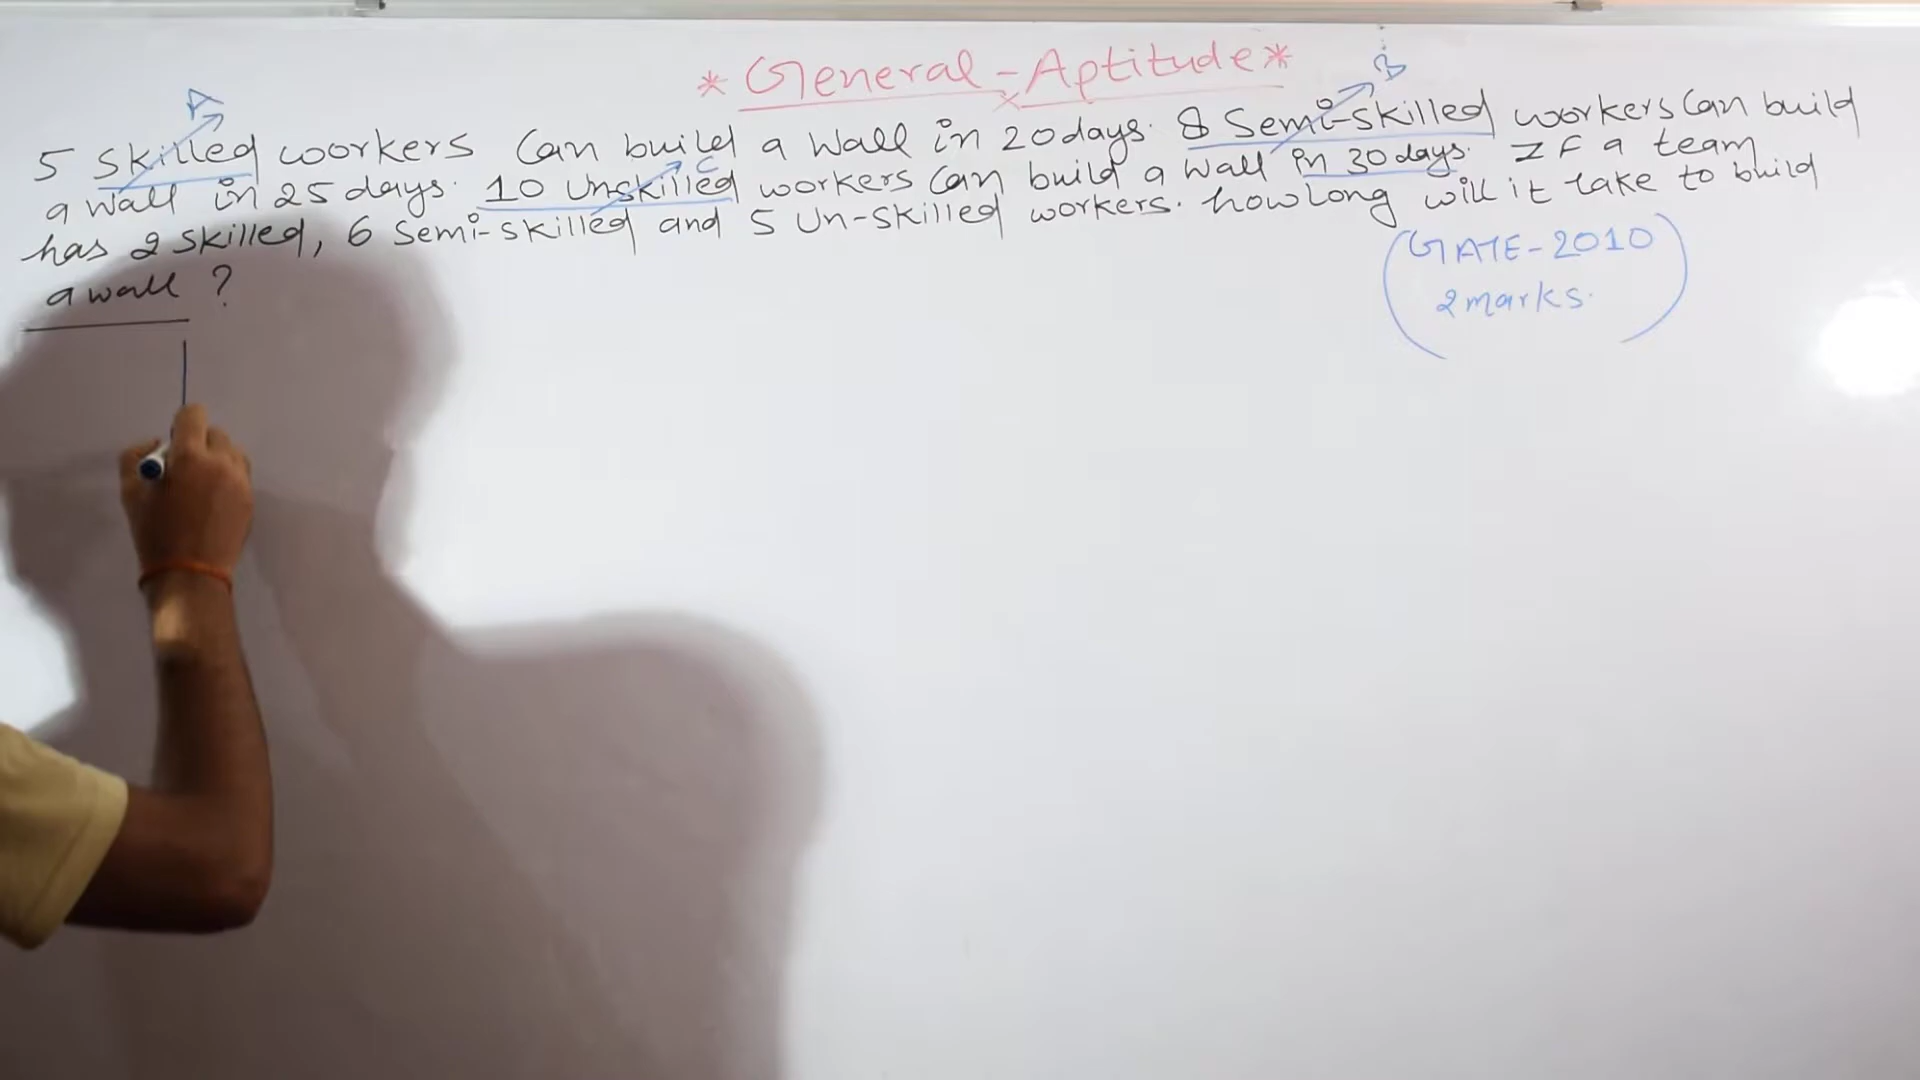 * General - Aptitude *
A
B
5 skilled workers Can build a wall in 20 days. 8 Semi-skilled workers Can build
a wall in 25 days. 10 Unskilled workers Can build a wall in 30 days. IF a team
C
has 2 skilled, 6 Semi-skilled and 5 Un-skilled workers. how long will it take to build
a wall ?
(GATE-2010
2 marks.)